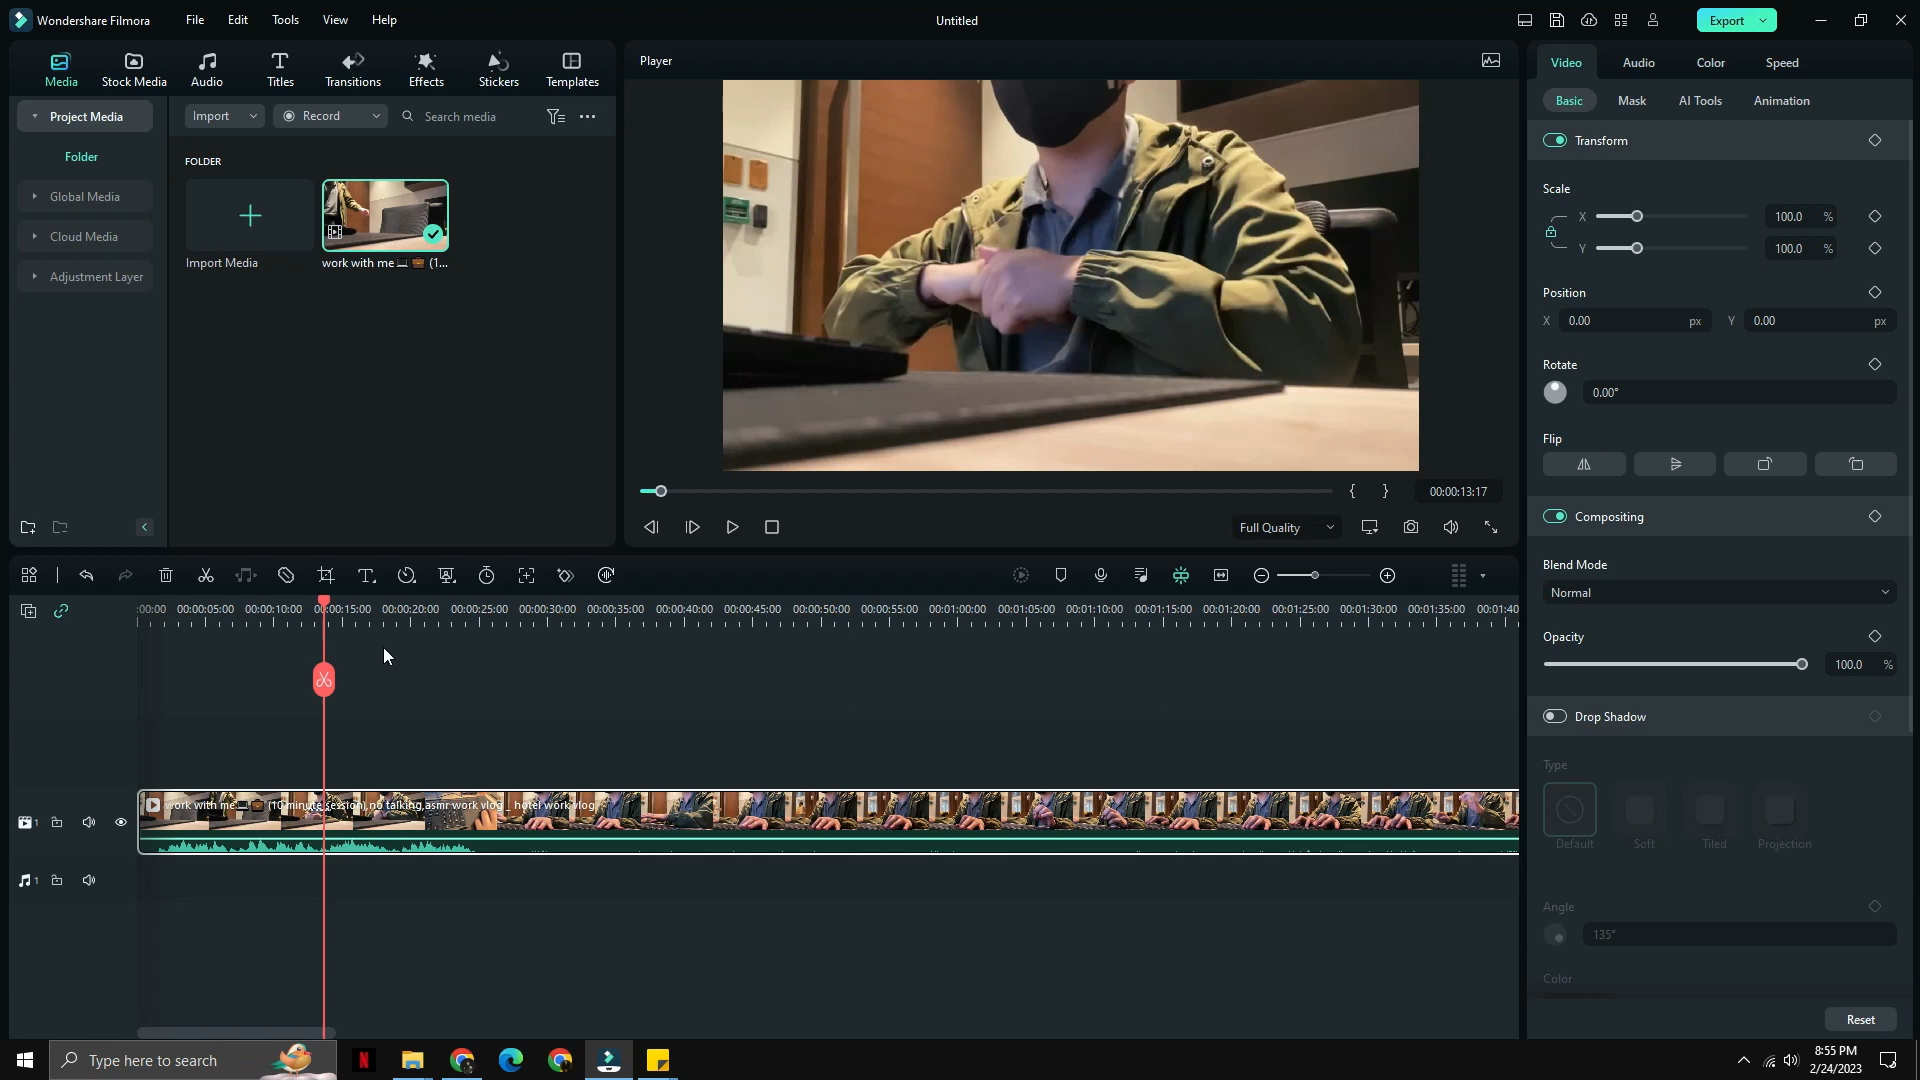 Wondershare Filmora
File Edit Tools View Help
Untitled
Export
Media Stock Media Audio Titles Transitions Effects Stickers Templates
Project Media
Folder
Global Media
Cloud Media
Adjustment Layer
Import Record Search media
FOLDER
Import Media
work with me💻 💼 (1...
Player
{ } 00:00:13:17
Full Quality
Video Audio Color Speed
Basic Mask AI Tools Animation
Transform
Scale
X 100.0 %
Y 100.0 %
Position
X 0.00 px Y 0.00 px
Rotate
0.00°
Flip
Compositing
Blend Mode
Normal
Opacity
100.0 %
Drop Shadow
Type
Default Soft Tiled Projection
Angle
135°
Color
Reset
:00:00 00:00:05:00 00:00:10:00 00:00:15:00 00:00:20:00 00:00:25:00 00:00:30:00 00:00:35:00 00:00:40:00 00:00:45:00 00:00:50:00 00:00:55:00 00:01:00:00 00:01:05:00 00:01:10:00 00:01:15:00 00:01:20:00 00:01:25:00 00:01:30:00 00:01:35:00 00:01:40
work with me💻 💼 (10 minute session),no talking,asmr work vlog _ hotel work vlog
1
1
Type here to search
8:55 PM
2/24/2023